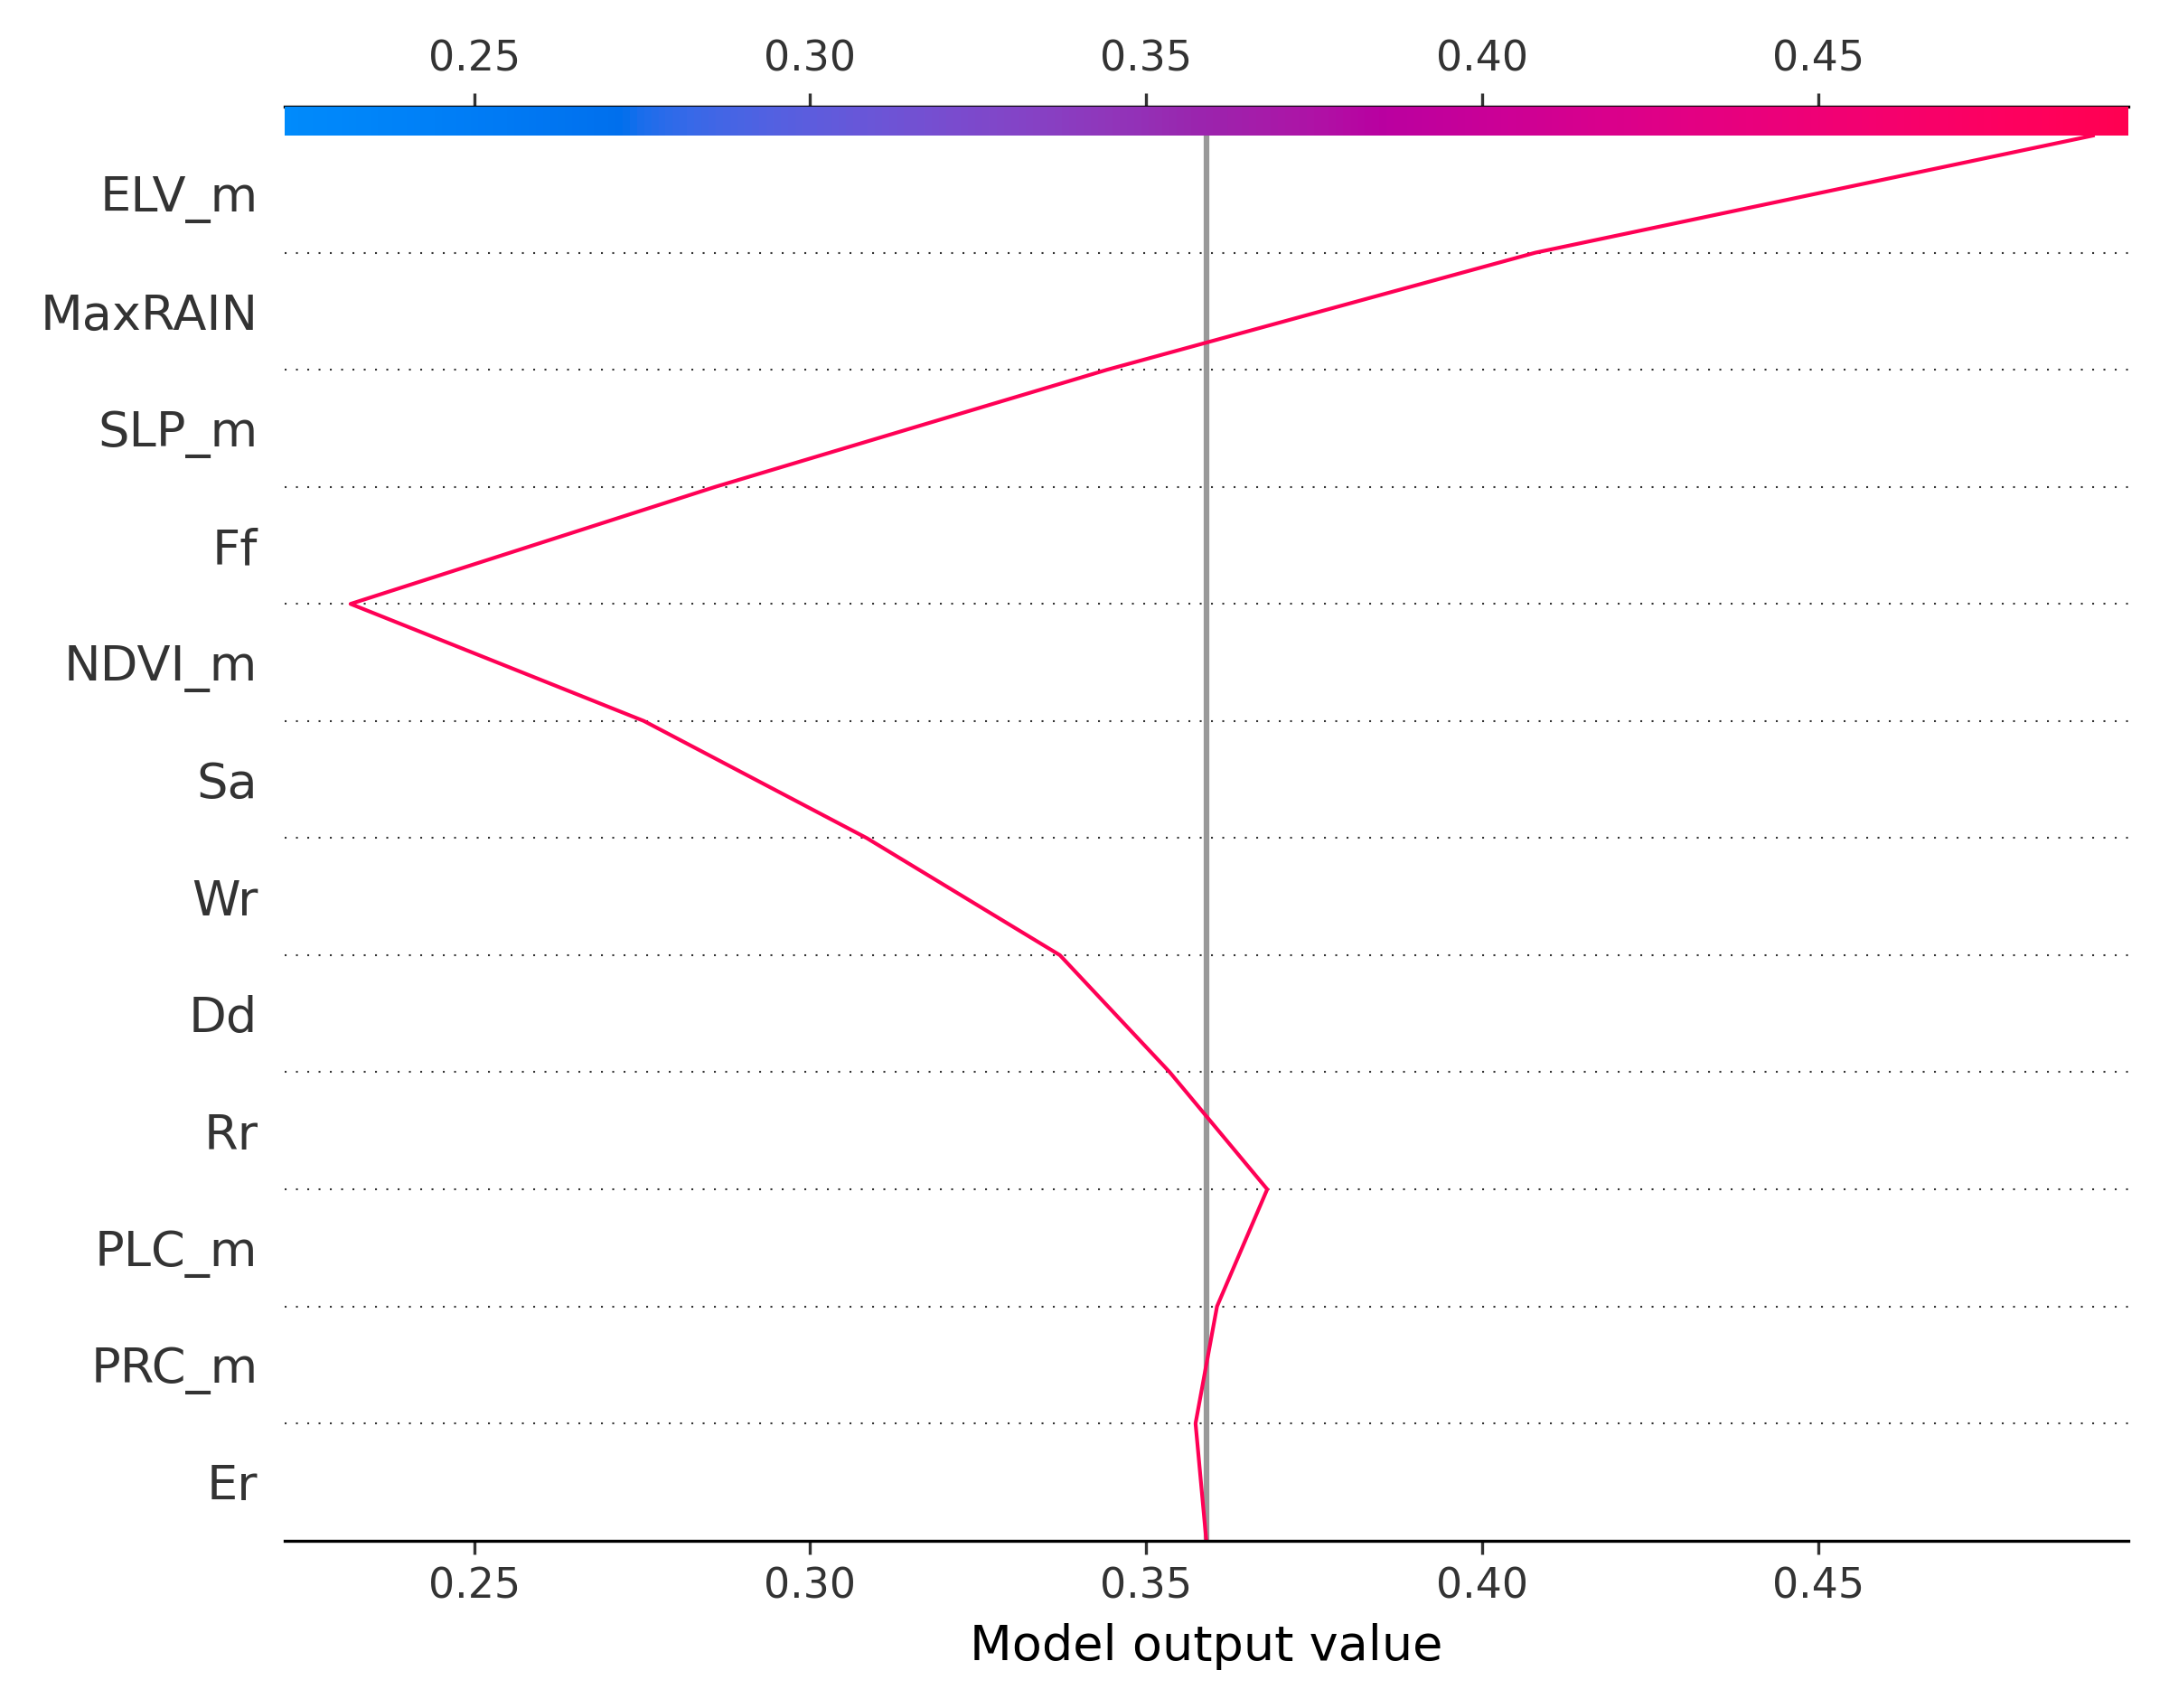 0.25 0.30 0.35 0.40 0.45
ELV_m
MaxRAIN
SLP_m
Ff
NDVI_m
Sa
Wr
Dd
Rr
PLC_m
PRC_m
Er
0.25 0.30 0.35 0.40 0.45
Model output value